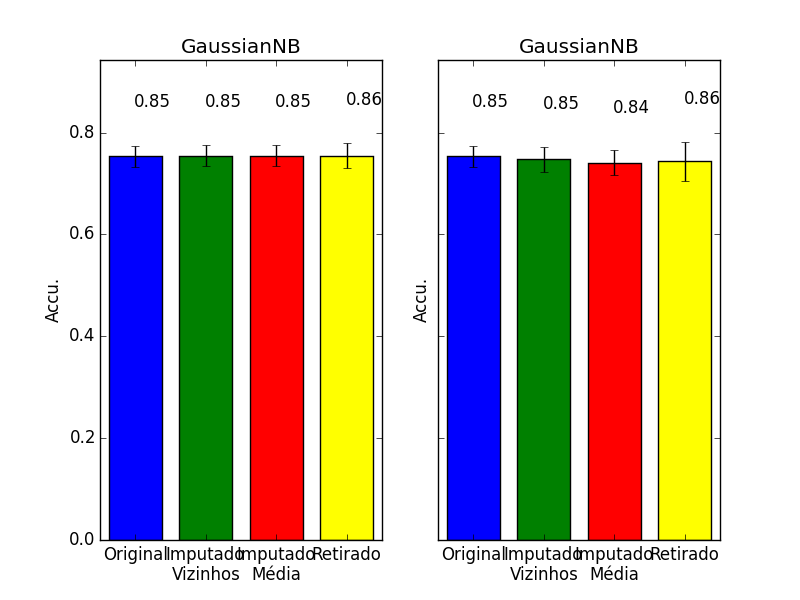 GaussianNB
0.85 0.85 0.85 0.86
0.8
0.6
0.4
0.2
0.0
Accu.
Original Imputado Imputado Retirado
Vizinhos Média
GaussianNB
0.85 0.85 0.84 0.86
Accu.
Original Imputado Imputado Retirado
Vizinhos Média